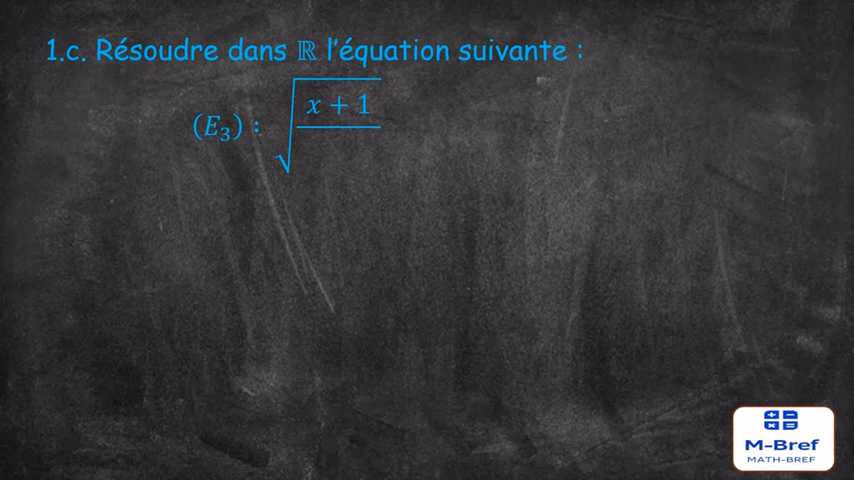 1.c. Résoudre dans ℝ l'équation suivante :
(E₃) : √(x + 1)/
M-Bref
MATH-BREF